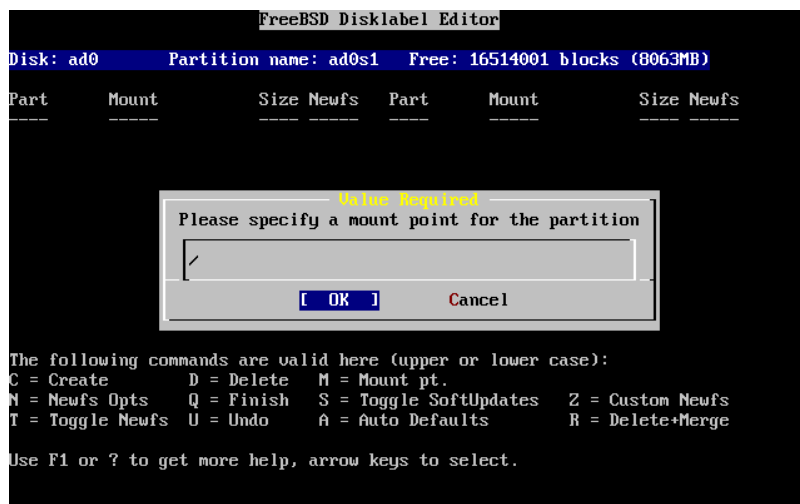 FreeBSD Disklabel Editor
Disk: ad0 Partition name: ad0s1 Free: 16514001 blocks (8063MB)
Part Mount Size Newfs Part Mount Size Newfs
---- ----- ---- ----- ---- ----- ---- -----
Value Required
Please specify a mount point for the partition
/
[ OK ] Cancel
The following commands are valid here (upper or lower case):
C = Create D = Delete M = Mount pt.
N = Newfs Opts Q = Finish S = Toggle SoftUpdates Z = Custom Newfs
T = Toggle Newfs U = Undo A = Auto Defaults R = Delete+Merge
Use F1 or ? to get more help, arrow keys to select.